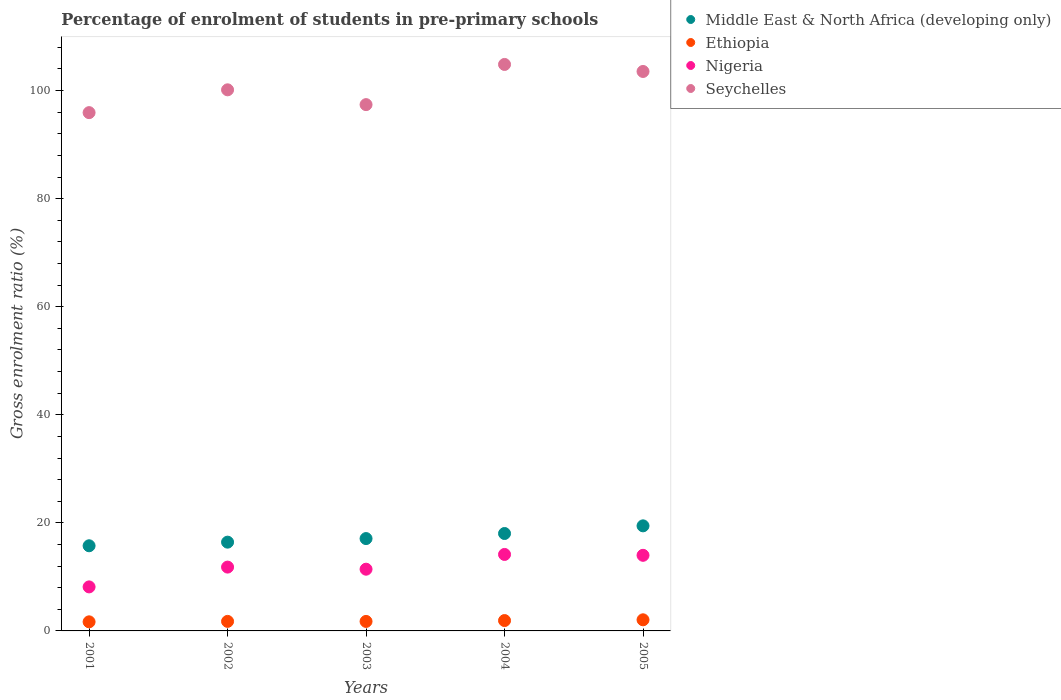 Percentage of enrolment of students in pre-primary schools
Middle East & North Africa (developing only)
Ethiopia
Nigeria
Seychelles
Gross enrolment ratio (%)
100
80
60
40
20
0
2001
2002
2003
2004
2005
Years